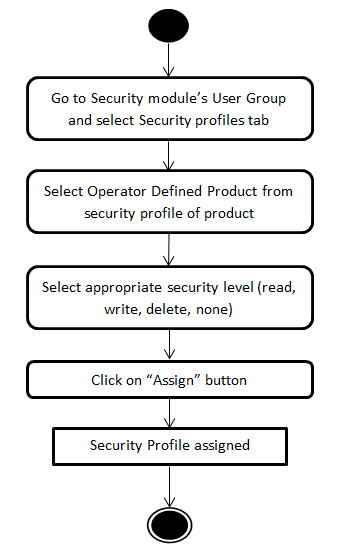 Go to Security module’s User Group
and select Security profiles tab
Select Operator Defined Product from
security profile of product
Select appropriate security level (read,
write, delete, none)
Click on “Assign” button
Security Profile assigned